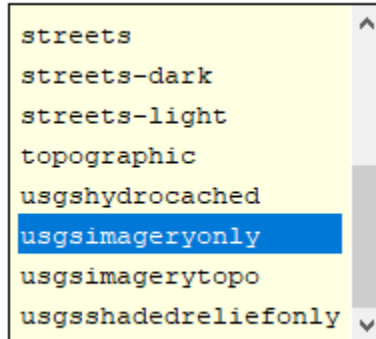 streets
streets-dark
streets-light
topographic
usgshydrocached
usgsimageryonly
usgsimagerytopo
usgsshadedreliefonly